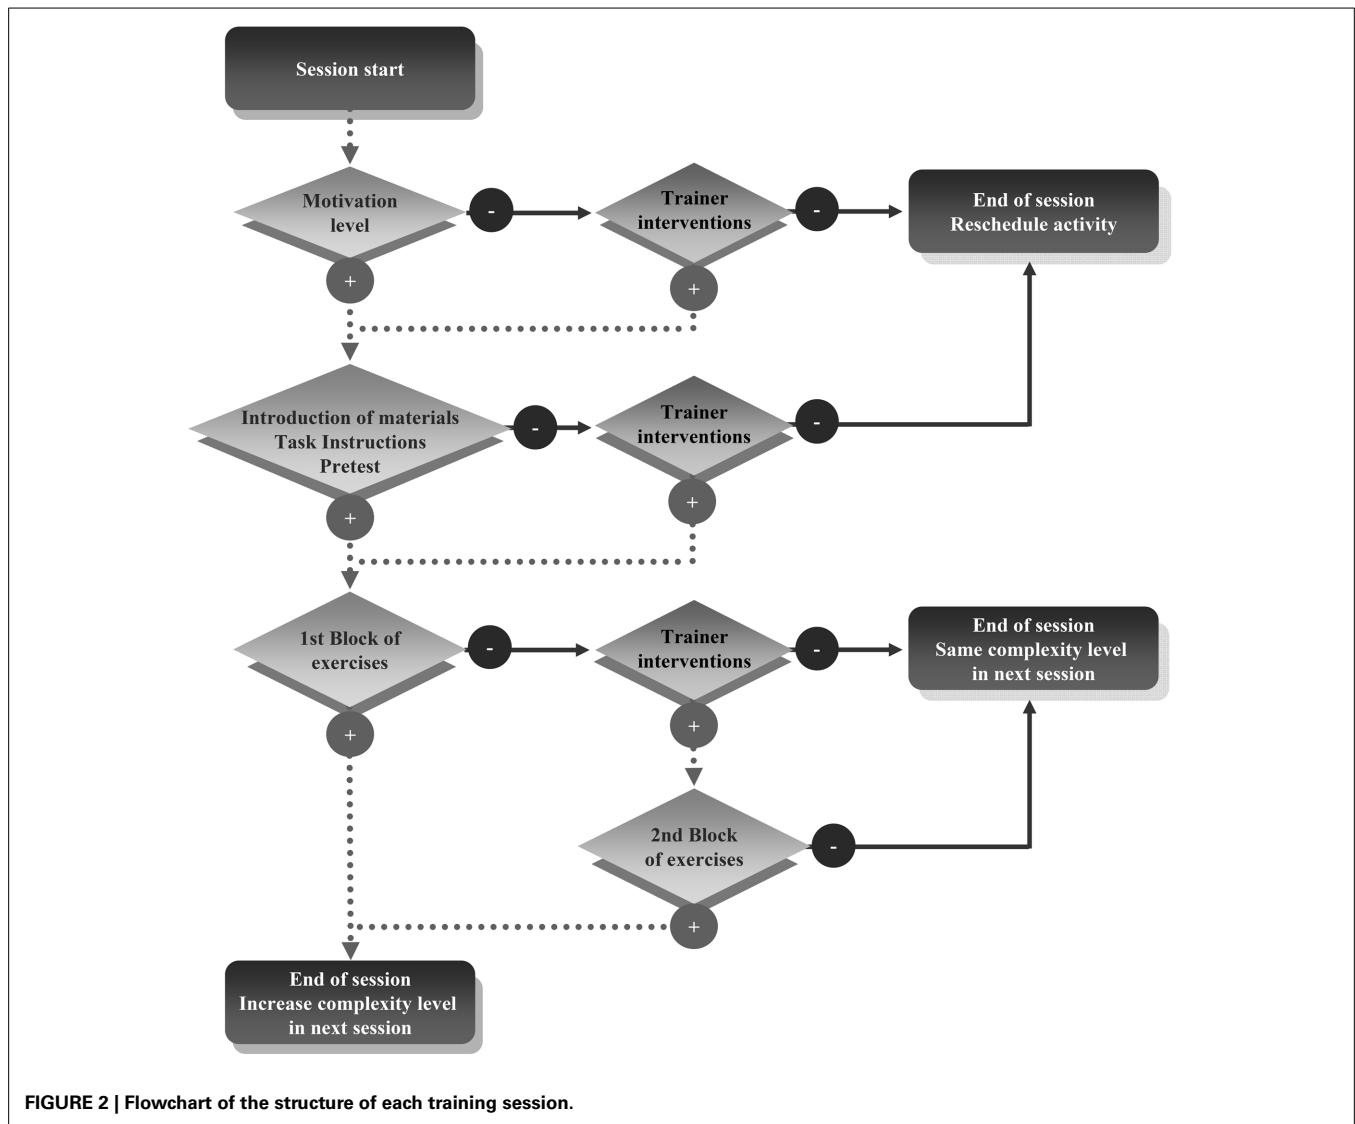 Session start
Motivation
level
-
Trainer
interventions
-
End of session
Reschedule activity
+
+
Introduction of materials
Task Instructions
Pretest
-
Trainer
interventions
-
+
+
1st Block of
exercises
-
Trainer
interventions
-
End of session
Same complexity level
in next session
+
+
2nd Block
of exercises
-
+
End of session
Increase complexity level
in next session
FIGURE 2 | Flowchart of the structure of each training session.